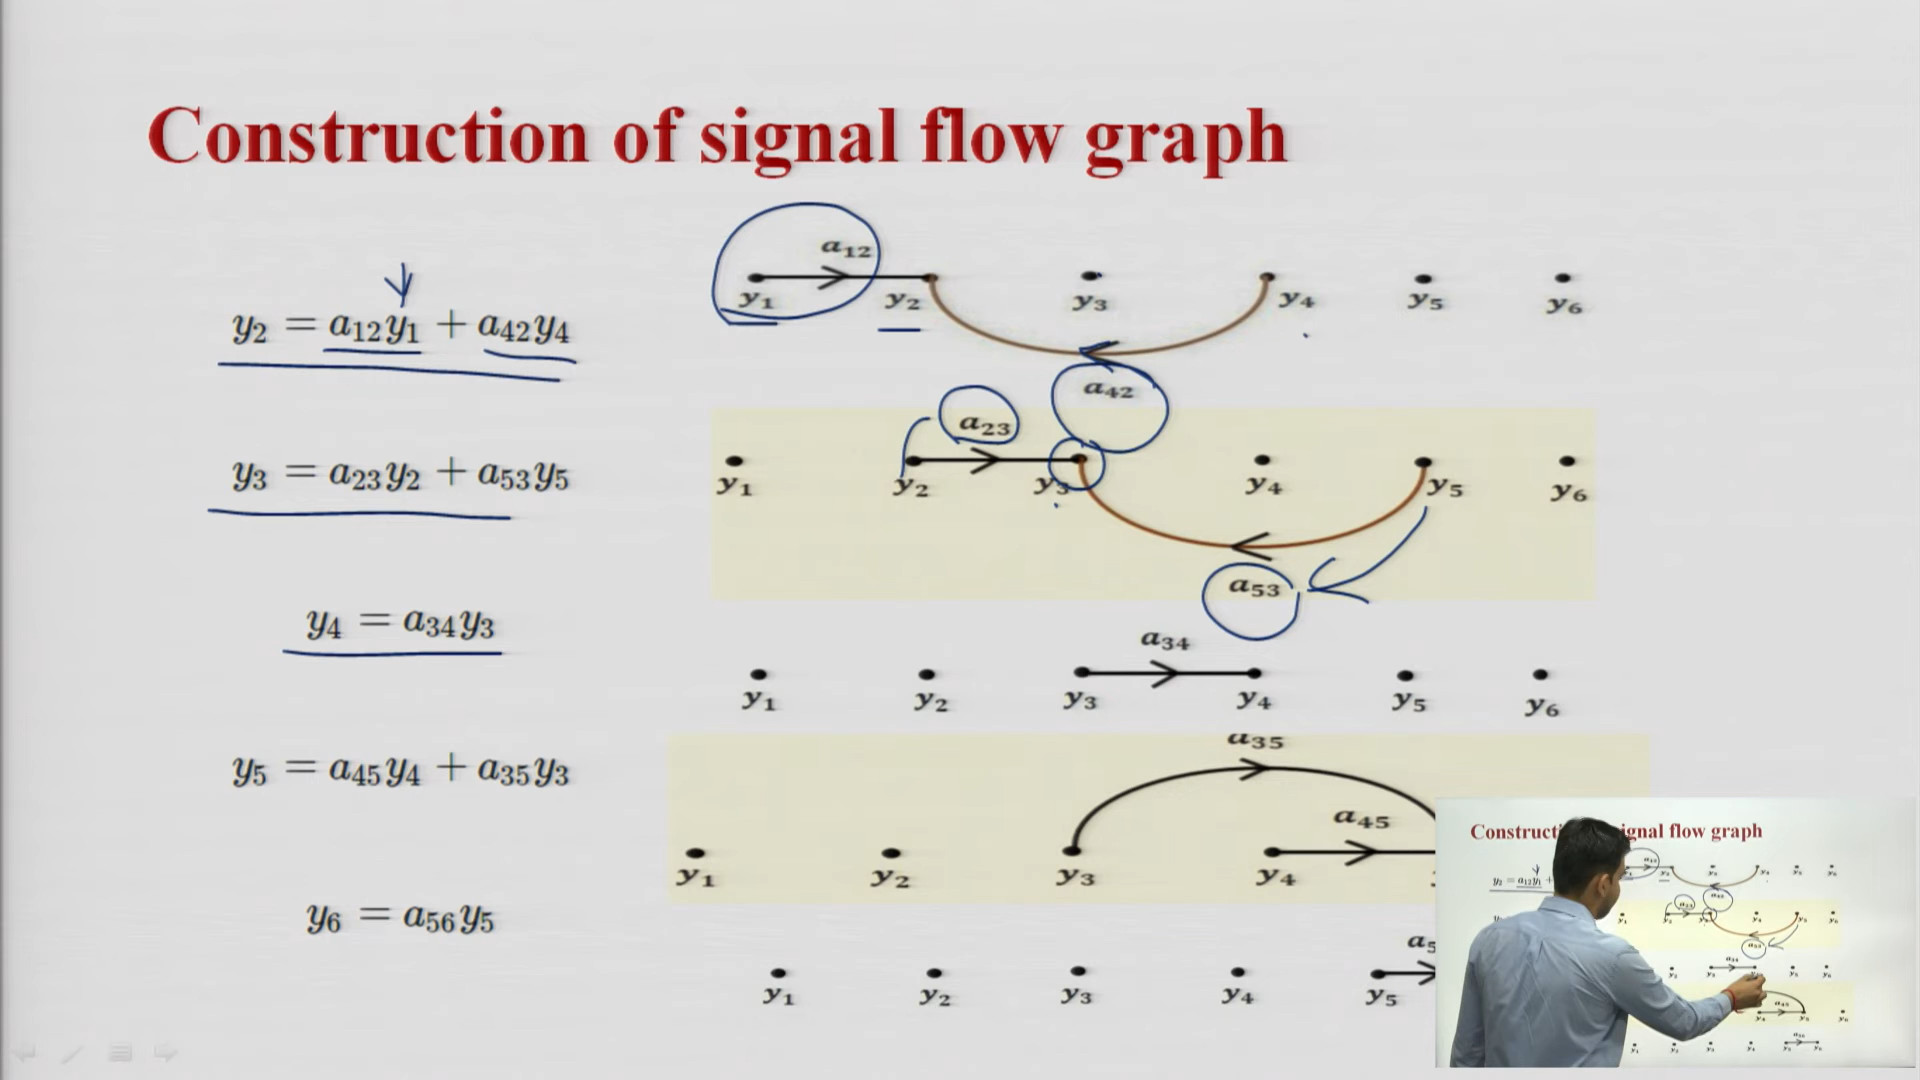 Construction of signal flow graph
y₂ = a₁₂y₁ + a₄₂y₄
a₁₂
y₁ y₂ y₃ y₄ y₅ y₆
a₄₂
y₃ = a₂₃y₂ + a₅₃y₅
a₂₃
y₁ y₂ y₃ y₄ y₅ y₆
a₅₃
y₄ = a₃₄y₃
a₃₄
y₁ y₂ y₃ y₄ y₅ y₆
y₅ = a₄₅y₄ + a₃₅y₃
a₃₅
a₄₅
y₁ y₂ y₃ y₄
y₆ = a₅₆y₅
a₅
y₁ y₂ y₃ y₄ y₅
ignal flow graph